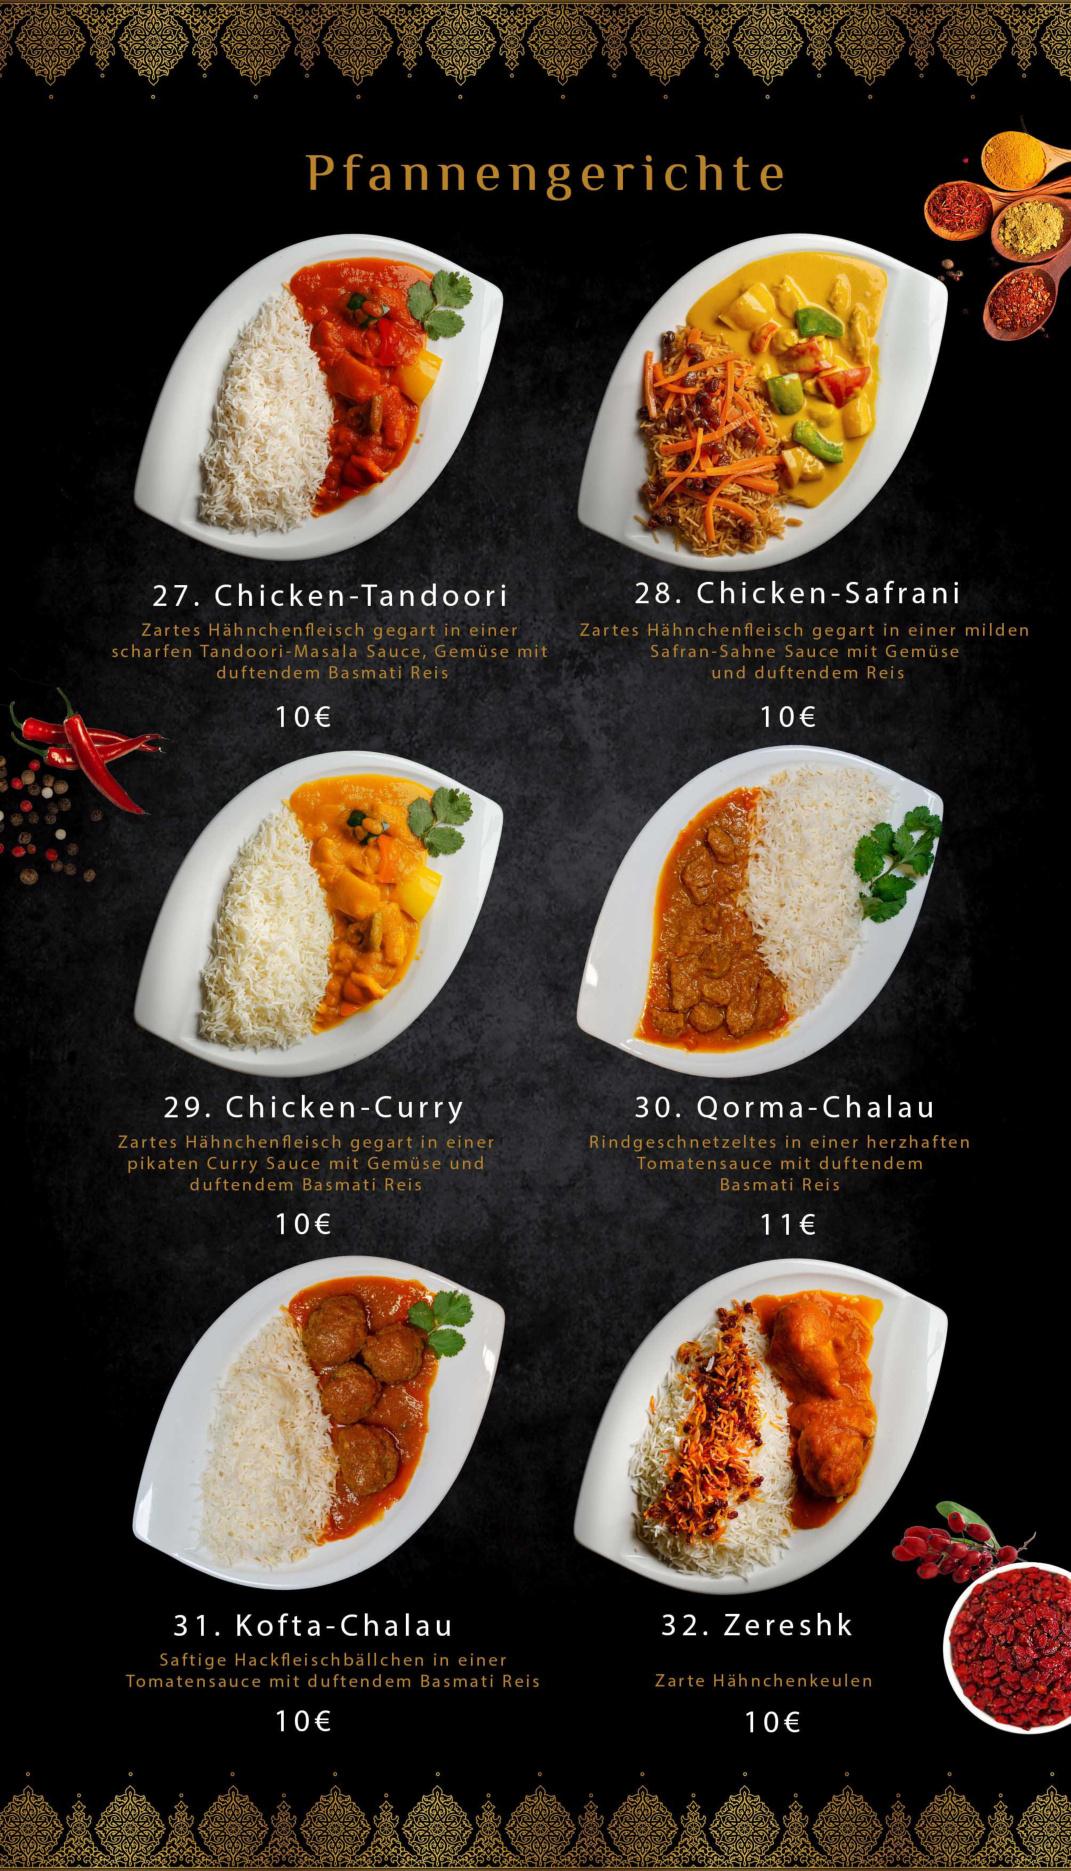 Pfannengerichte
27. Chicken-Tandoori
Zartes Hähnchenfleisch gegart in einer
scharfen Tandoori-Masala Sauce, Gemüse mit
duftendem Basmati Reis
10€
28. Chicken-Safrani
Zartes Hähnchenfleisch gegart in einer milden
Safran-Sahne Sauce mit Gemüse
und duftendem Reis
10€
29. Chicken-Curry
Zartes Hähnchenfleisch gegart in einer
pikaten Curry Sauce mit Gemüse und
duftendem Basmati Reis
10€
30. Qorma-Chalau
Rindgeschnetzeltes in einer herzhaften
Tomatensauce mit duftendem
Basmati Reis
11€
31. Kofta-Chalau
Saftige Hackfleischbällchen in einer
Tomatensauce mit duftendem Basmati Reis
10€
32. Zereshk
Zarte Hähnchenkeulen
10€